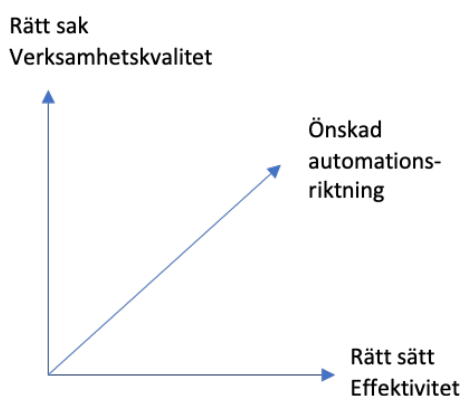 Rätt sak
Verksamhetskvalitet
Önskad
automations-
riktning
Rätt sätt
Effektivitet